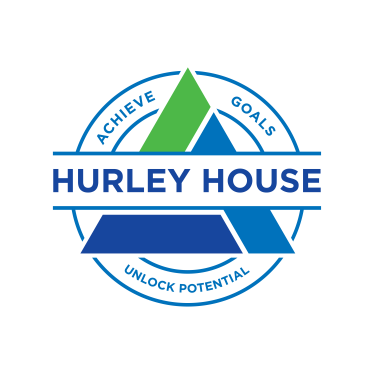 ACHIEVE GOALS
HURLEY HOUSE
UNLOCK POTENTIAL